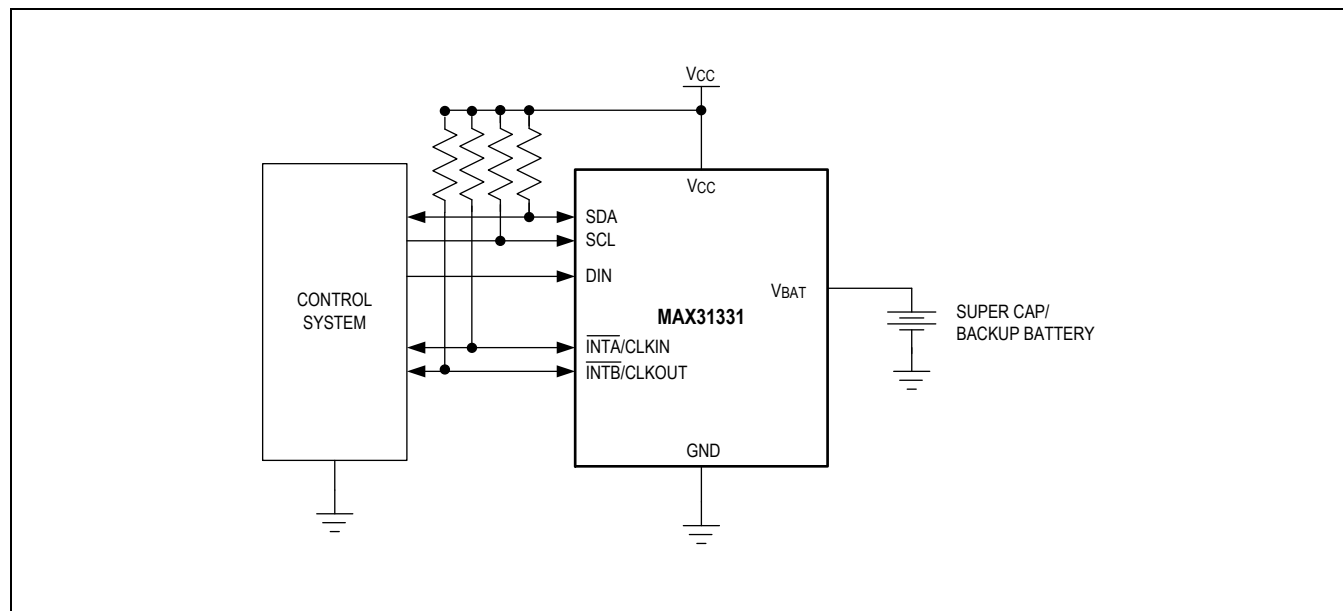 VCC
VCC
SDA
SCL
DIN
CONTROL
SYSTEM
VBAT
MAX31331
SUPER CAP/
BACKUP BATTERY
INTA/CLKIN
INTB/CLKOUT
GND